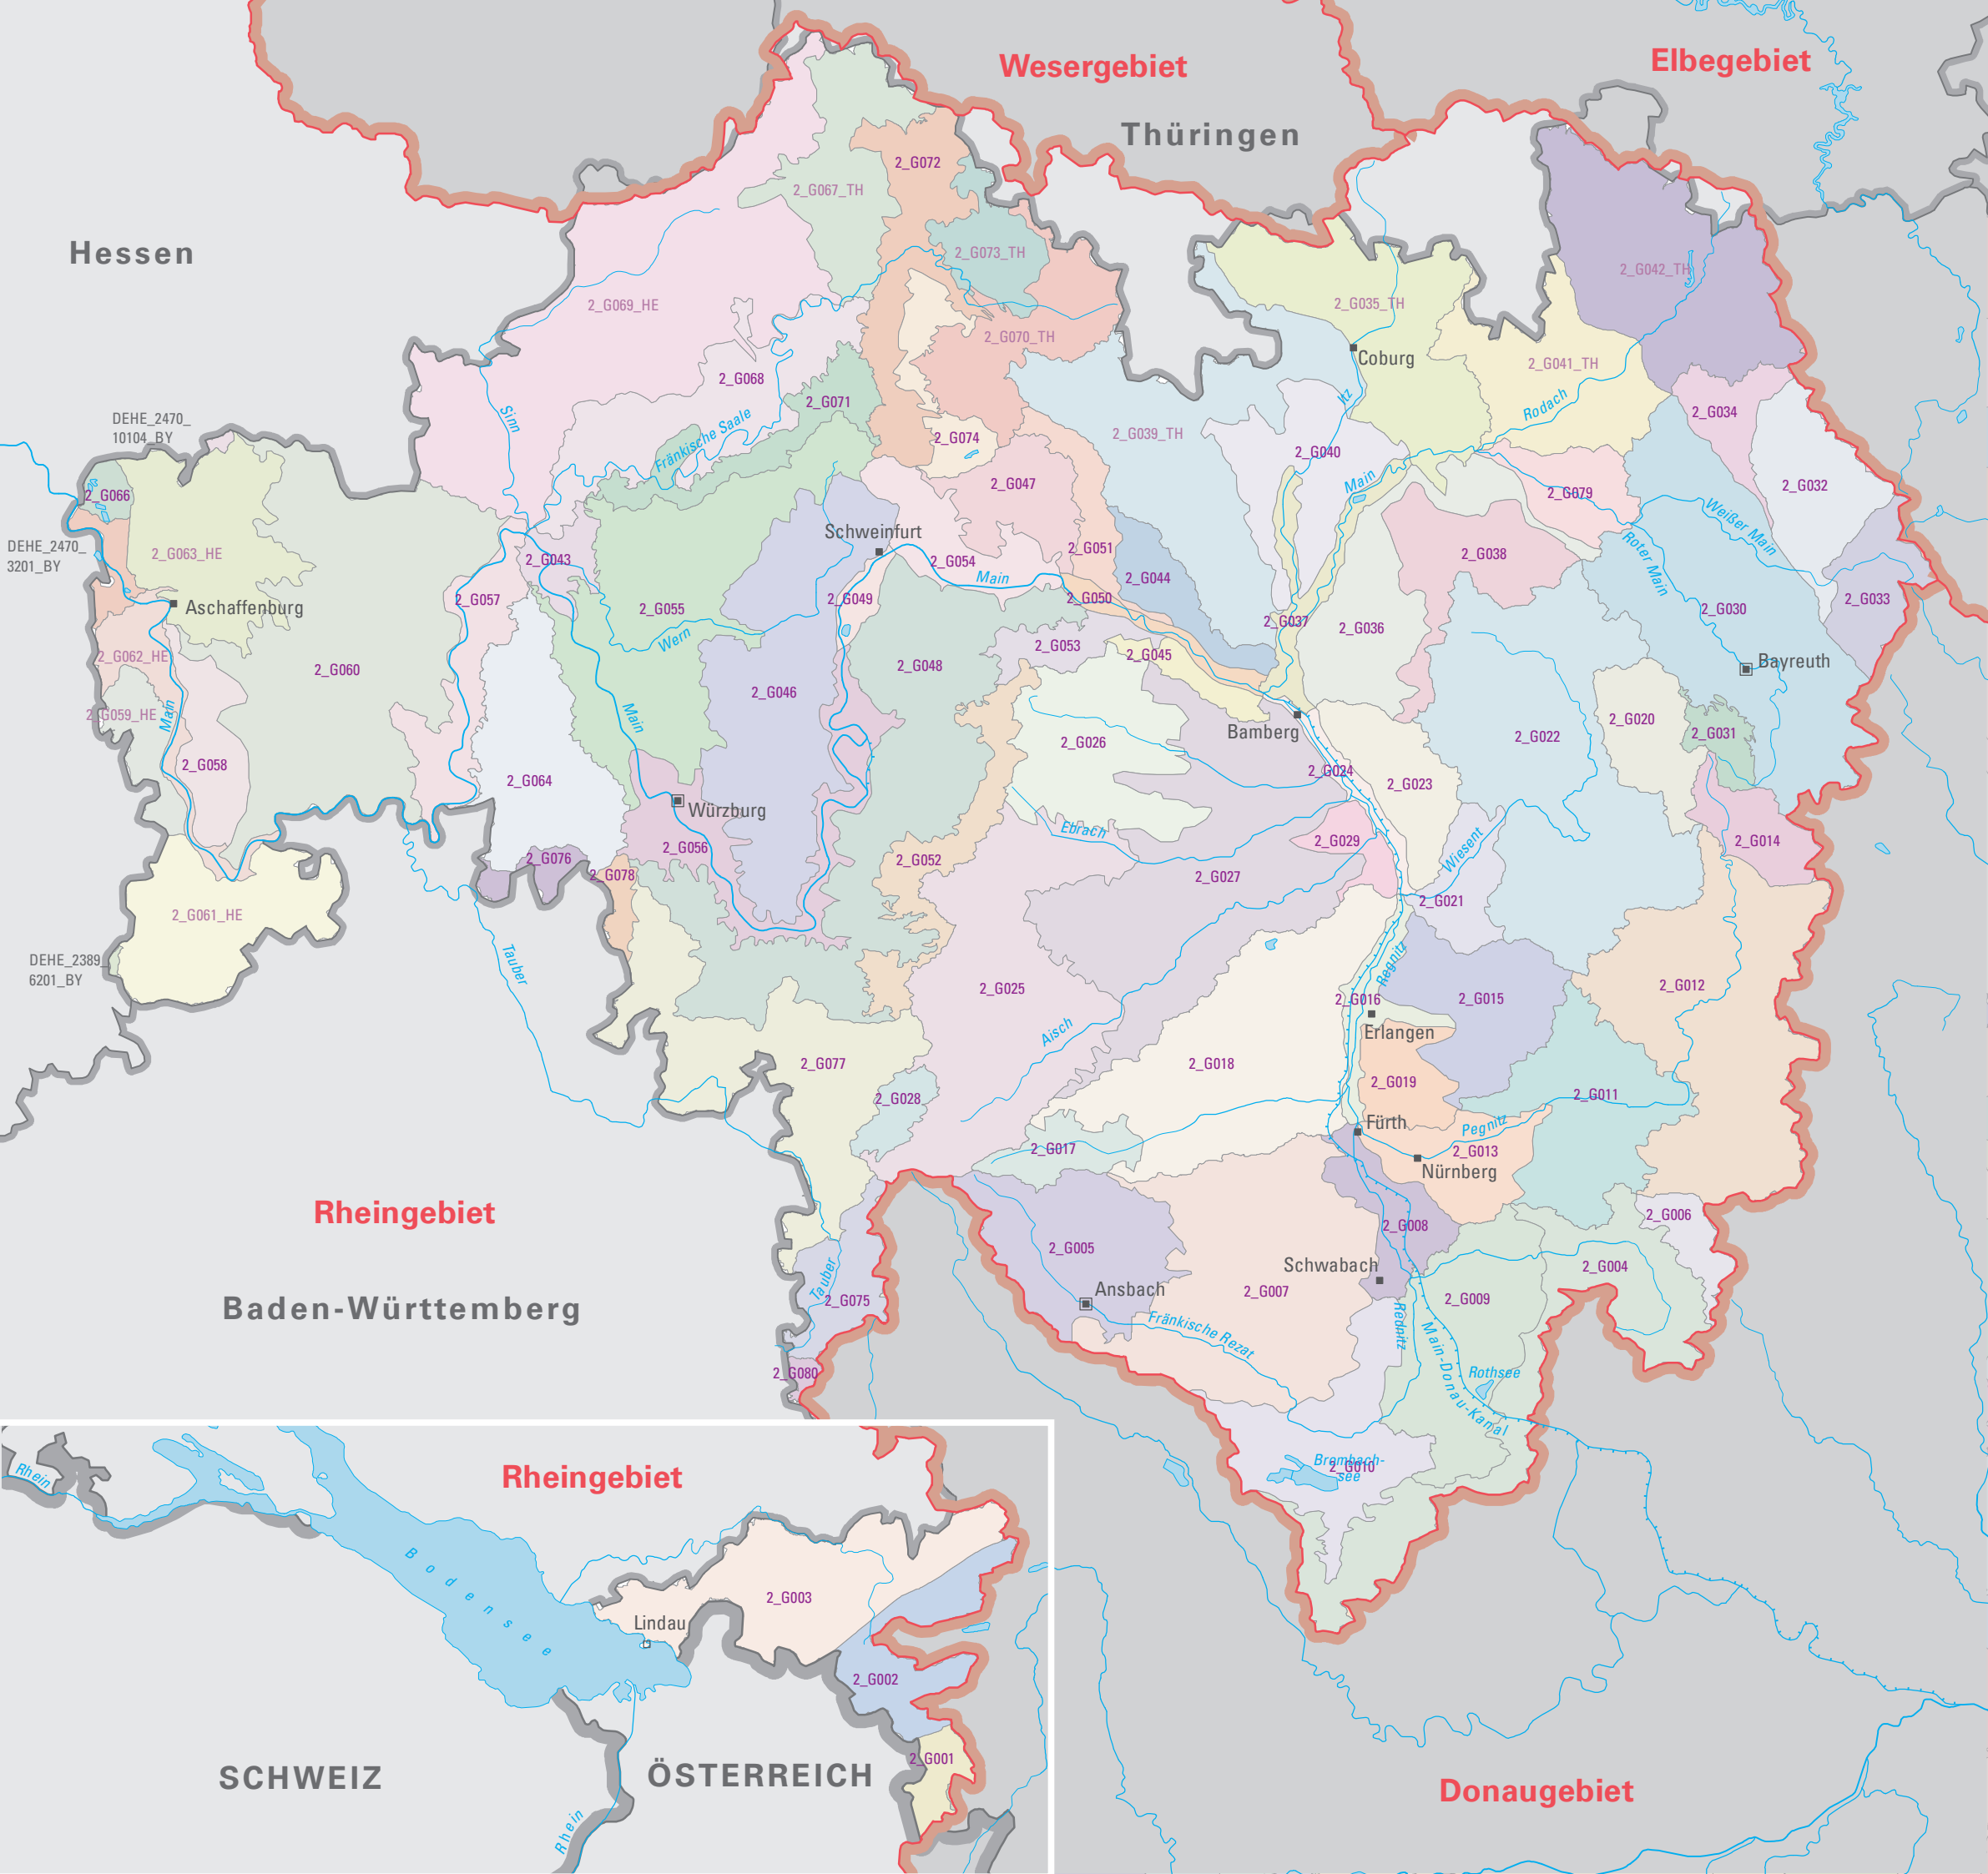 Wesergebiet
Elbegebiet
Thüringen
Hessen
2_G072
2_G067_TH
2_G073_TH
2_G042_TH
2_G069_HE
2_G035_TH
2_G070_TH
Coburg
2_G041_TH
2_G068
Sinn
Fränkische Saale
2_G071
Itz
Rodach
2_G034
DEHE_2470_
10104_BY
2_G074
2_G039_TH
2_G040
Main
2_G066
2_G047
2_G079
2_G032
Weißer Main
Schweinfurt
DEHE_2470_
3201_BY
2_G063_HE
2_G043
2_G054
2_G051
2_G038
Roter Main
Main
2_G044
Aschaffenburg
2_G057
2_G055
2_G049
2_G050
2_G030
2_G033
2_G037
2_G036
Wern
2_G062_HE
2_G060
2_G048
2_G053
2_G045
Bayreuth
2_G046
2_G059_HE
Main
Main
2_G020
2_G031
Bamberg
2_G026
2_G022
2_G058
2_G064
2_G024
2_G023
Würzburg
Ebrach
2_G029
Wiesent
2_G014
2_G056
2_G076
2_G052
2_G078
2_G027
2_G021
2_G061_HE
Tauber
Regnitz
DEHE_2389_
6201_BY
2_G025
2_G016
2_G015
2_G012
Aisch
Erlangen
2_G077
2_G018
2_G019
2_G028
2_G011
Fürth
Pegnitz
2_G017
2_G013
Nürnberg
Rheingebiet
2_G006
2_G008
2_G005
Schwabach
2_G004
Tauber
Ansbach
2_G007
2_G009
2_G075
Baden-Württemberg
Fränkische Rezat
Rednitz
Main-Donau-Kanal
Rothsee
2_G080
Brombach-
see
2_G010
Rheingebiet
Rhein
Bodensee
2_G003
Lindau
2_G002
2_G001
SCHWEIZ
ÖSTERREICH
Rhein
Donaugebiet